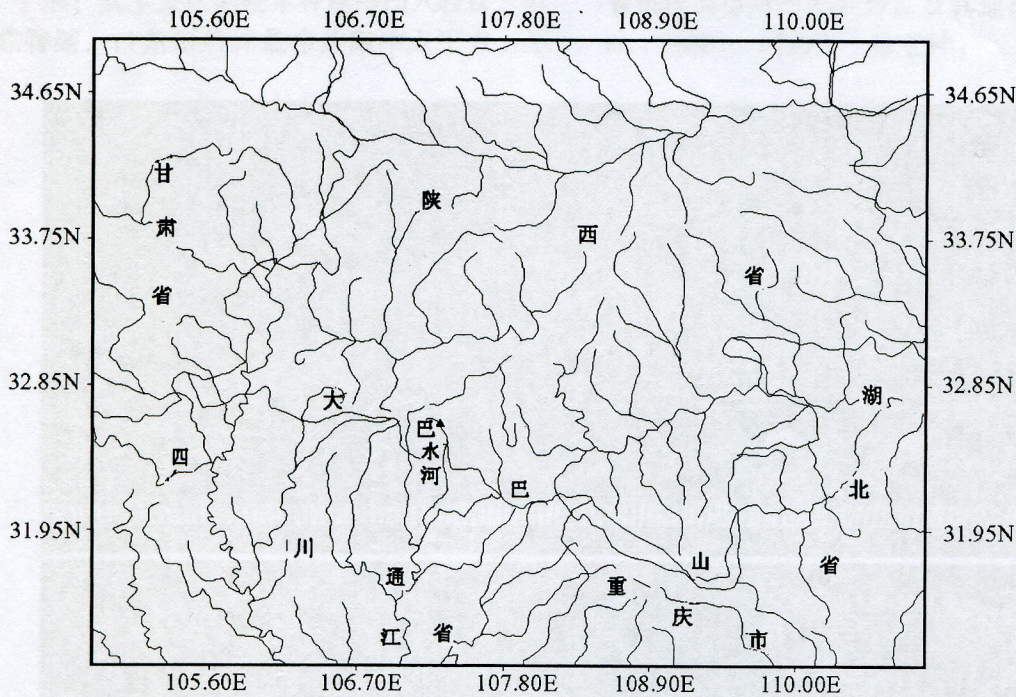 105.60E 106.70E 107.80E 108.90E 110.00E
34.65N 34.65N
甘肃省
陕西省
33.75N 33.75N
32.85N 32.85N
大巴山
湖北省
巴水河
四川省
31.95N 31.95N
通江
重庆市
105.60E 106.70E 107.80E 108.90E 110.00E